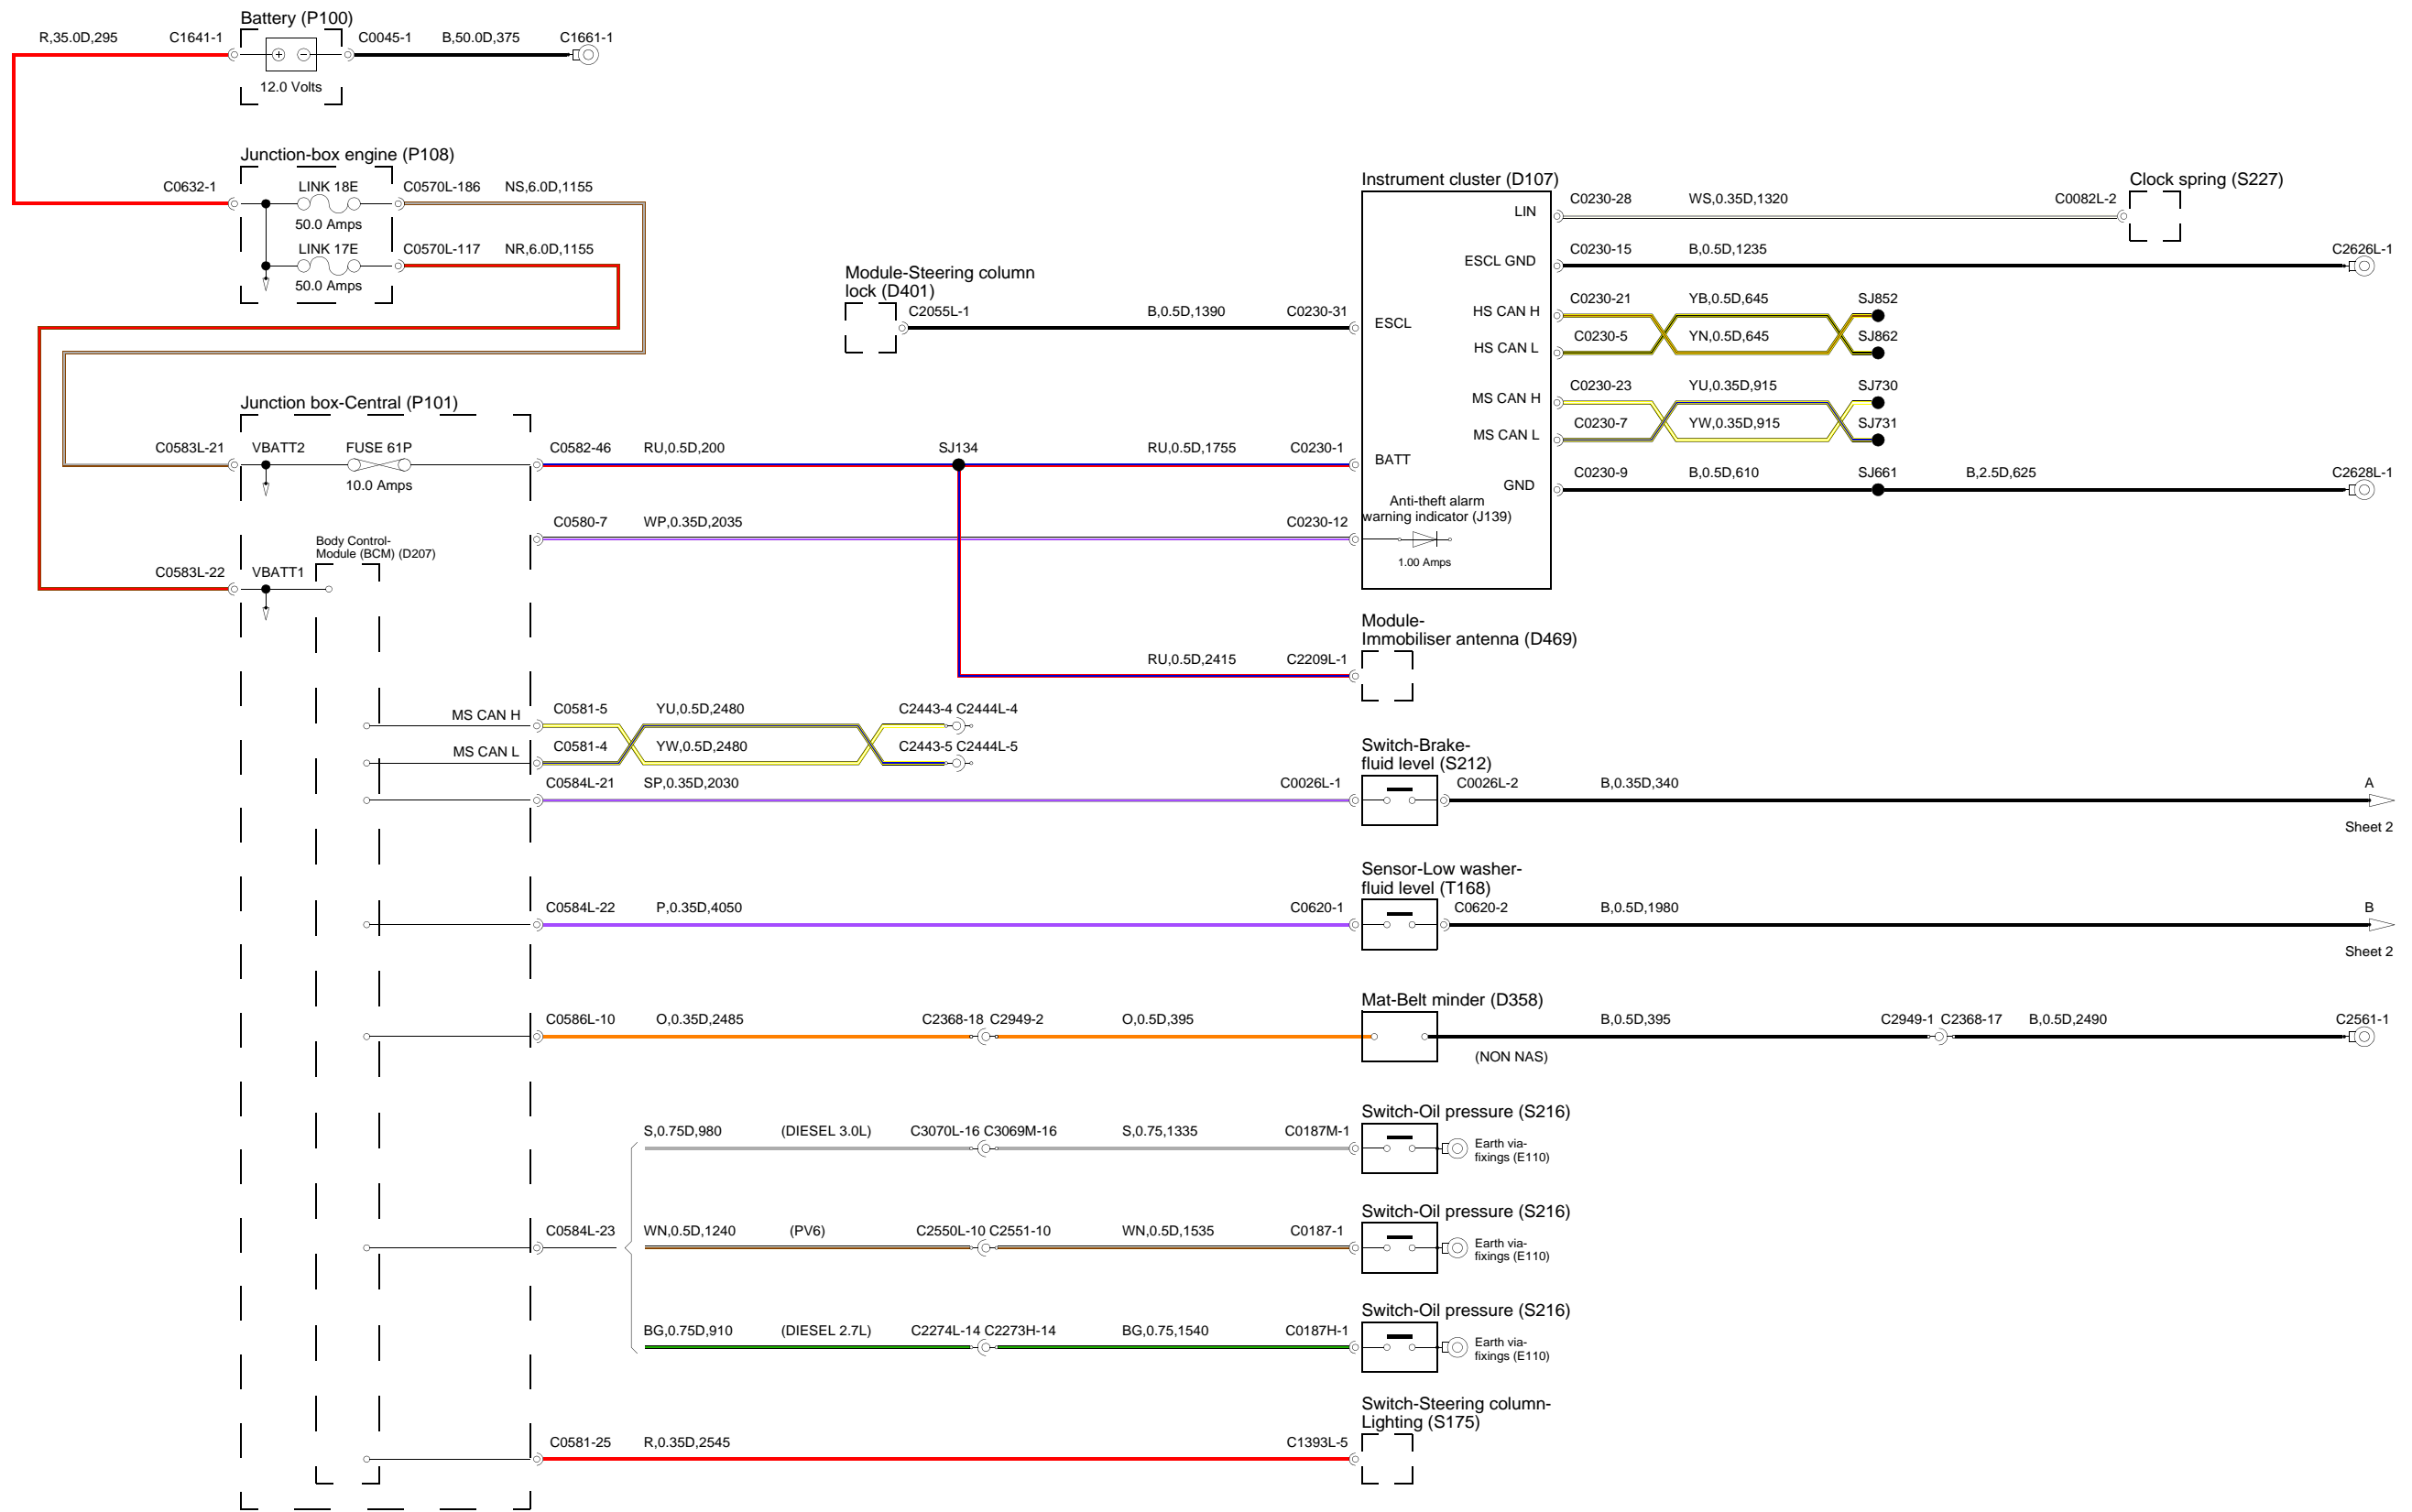 Battery (P100)
R,35.0D,295
C1641-1
C0045-1
B,50.0D,375
C1661-1
12.0 Volts
Junction-box engine (P108)
C0632-1
LINK 18E
C0570L-186
NS,6.0D,1155
50.0 Amps
LINK 17E
C0570L-117
NR,6.0D,1155
50.0 Amps
Instrument cluster (D107)
Clock spring (S227)
LIN
C0230-28
WS,0.35D,1320
C0082L-2
ESCL GND
C0230-15
B,0.5D,1235
C2626L-1
Module-Steering column
lock (D401)
C2055L-1
B,0.5D,1390
C0230-31
ESCL
HS CAN H
C0230-21
YB,0.5D,645
SJ852
HS CAN L
C0230-5
YN,0.5D,645
SJ862
MS CAN H
C0230-23
YU,0.35D,915
SJ730
MS CAN L
C0230-7
YW,0.35D,915
SJ731
Junction box-Central (P101)
C0583L-21
VBATT2
FUSE 61P
10.0 Amps
C0582-46
RU,0.5D,200
SJ134
RU,0.5D,1755
C0230-1
BATT
GND
C0230-9
B,0.5D,610
SJ661
B,2.5D,625
C2628L-1
C0580-7
WP,0.35D,2035
C0230-12
Anti-theft alarm
warning indicator (J139)
1.00 Amps
Body Control-
Module (BCM) (D207)
C0583L-22
VBATT1
Module-
Immobiliser antenna (D469)
RU,0.5D,2415
C2209L-1
MS CAN H
C0581-5
YU,0.5D,2480
C2443-4 C2444L-4
MS CAN L
C0581-4
YW,0.5D,2480
C2443-5 C2444L-5
Switch-Brake-
fluid level (S212)
C0584L-21
SP,0.35D,2030
C0026L-1
C0026L-2
B,0.35D,340
A
Sheet 2
Sensor-Low washer-
fluid level (T168)
C0584L-22
P,0.35D,4050
C0620-1
C0620-2
B,0.5D,1980
B
Sheet 2
Mat-Belt minder (D358)
C0586L-10
O,0.35D,2485
C2368-18 C2949-2
O,0.5D,395
B,0.5D,395
C2949-1 C2368-17
B,0.5D,2490
C2561-1
(NON NAS)
Switch-Oil pressure (S216)
S,0.75D,980
(DIESEL 3.0L)
C3070L-16 C3069M-16
S,0.75,1335
C0187M-1
Earth via-
fixings (E110)
Switch-Oil pressure (S216)
C0584L-23
WN,0.5D,1240
(PV6)
C2550L-10 C2551-10
WN,0.5D,1535
C0187-1
Earth via-
fixings (E110)
Switch-Oil pressure (S216)
BG,0.75D,910
(DIESEL 2.7L)
C2274L-14 C2273H-14
BG,0.75,1540
C0187H-1
Earth via-
fixings (E110)
Switch-Steering column-
Lighting (S175)
C0581-25
R,0.35D,2545
C1393L-5